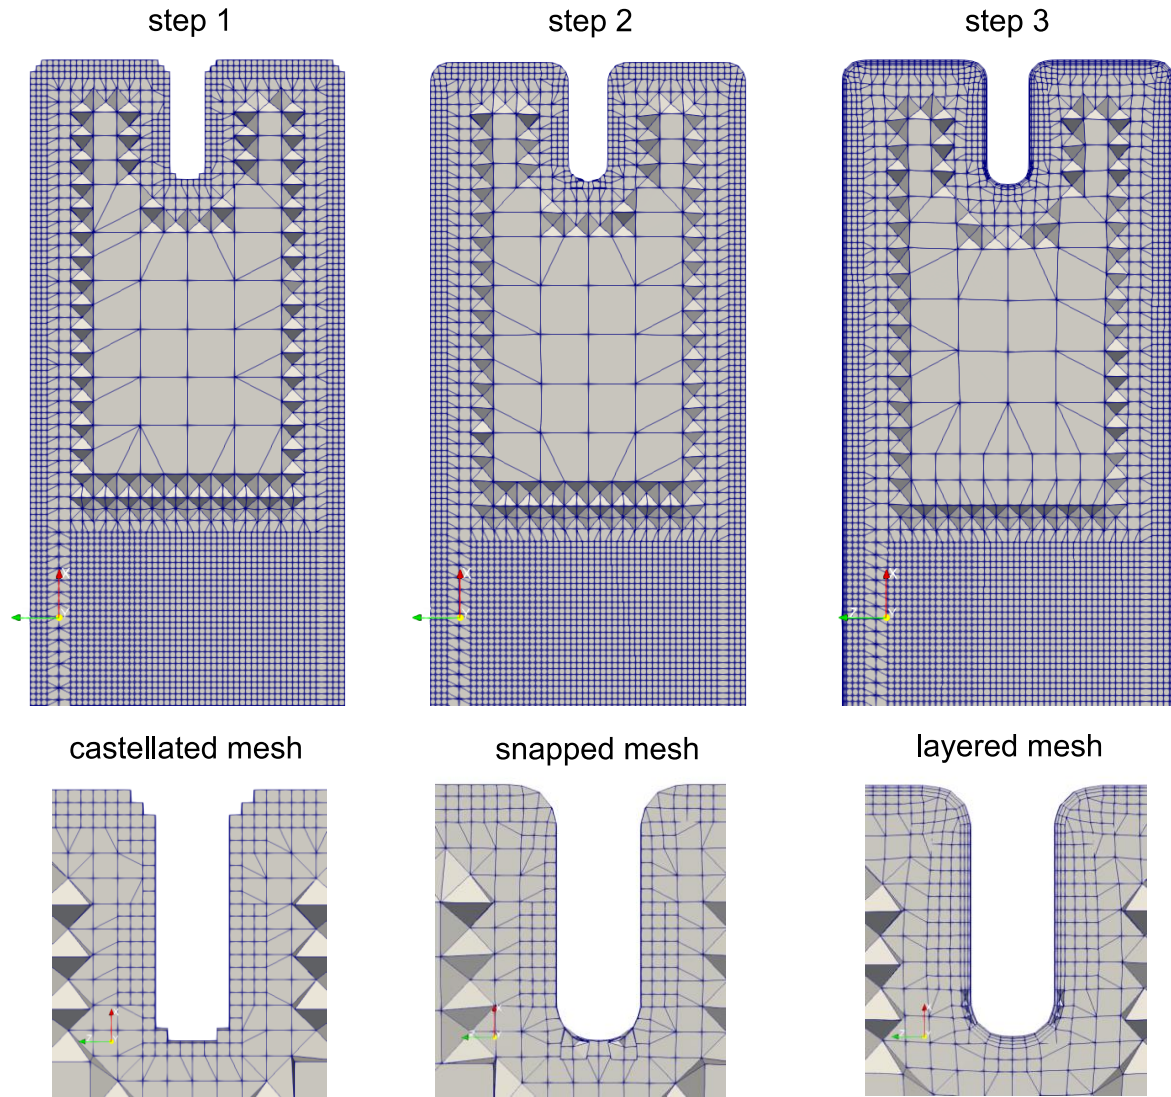 step 1
step 2
step 3
castellated mesh
snapped mesh
layered mesh